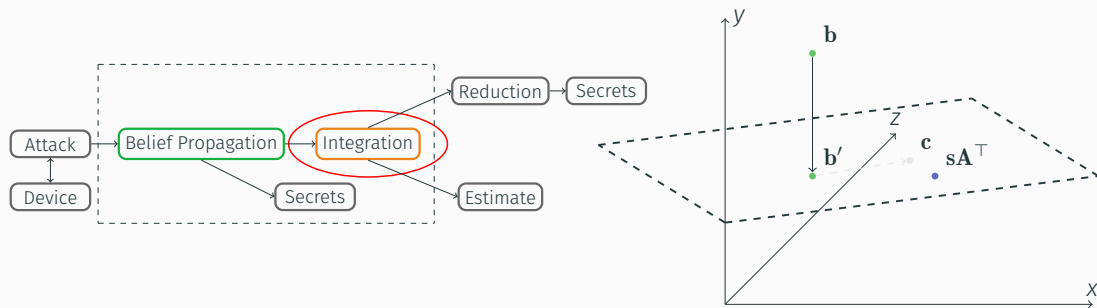 Attack
Device
Belief Propagation
Integration
Secrets
Reduction
Secrets
Estimate
y
b
z
b′
c
sA⊤
x